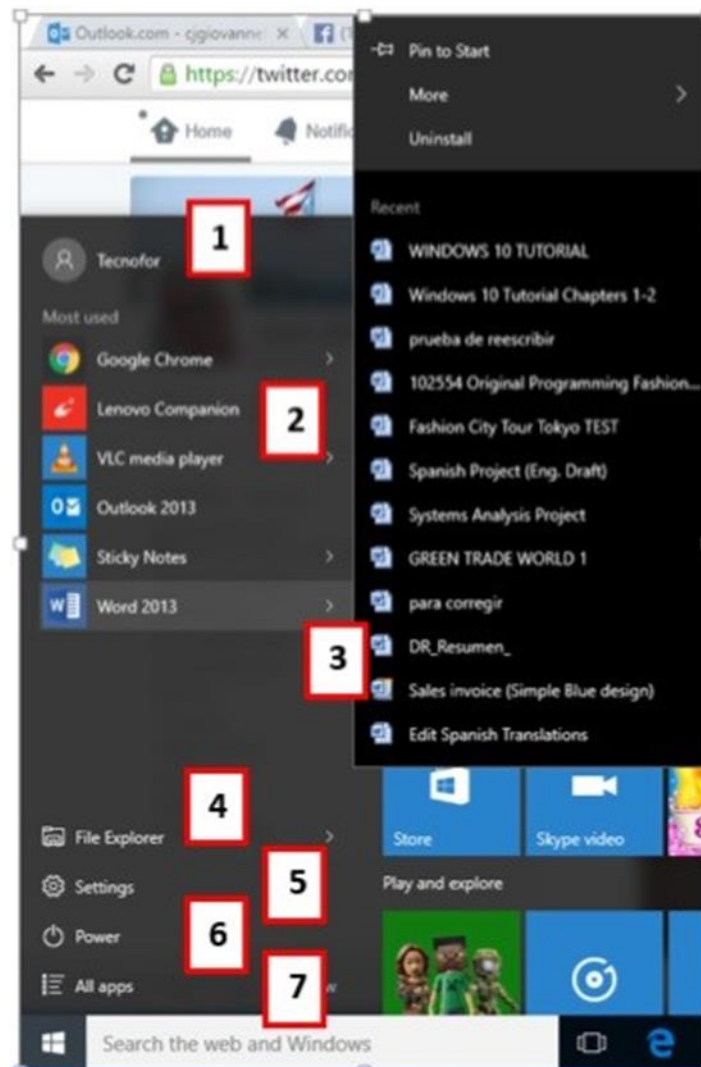 Outlook.com - cjgiovanne
https://twitter.co
Home
Notific
Pin to Start
More
Uninstall
Recent
WINDOWS 10 TUTORIAL
Windows 10 Tutorial Chapters 1-2
prueba de reescribir
102554 Original Programming Fashion...
Fashion City Tour Tokyo TEST
Spanish Project (Eng. Draft)
Systems Analysis Project
GREEN TRADE WORLD 1
para corregir
DR_Resumen_
Sales invoice (Simple Blue design)
Edit Spanish Translations
1
Tecnofor
Most used
Google Chrome
Lenovo Companion
2
VLC media player
Outlook 2013
Sticky Notes
Word 2013
3
4
File Explorer
5
Settings
6
Power
7
All apps
w
Store
Skype video
8
Play and explore
Search the web and Windows